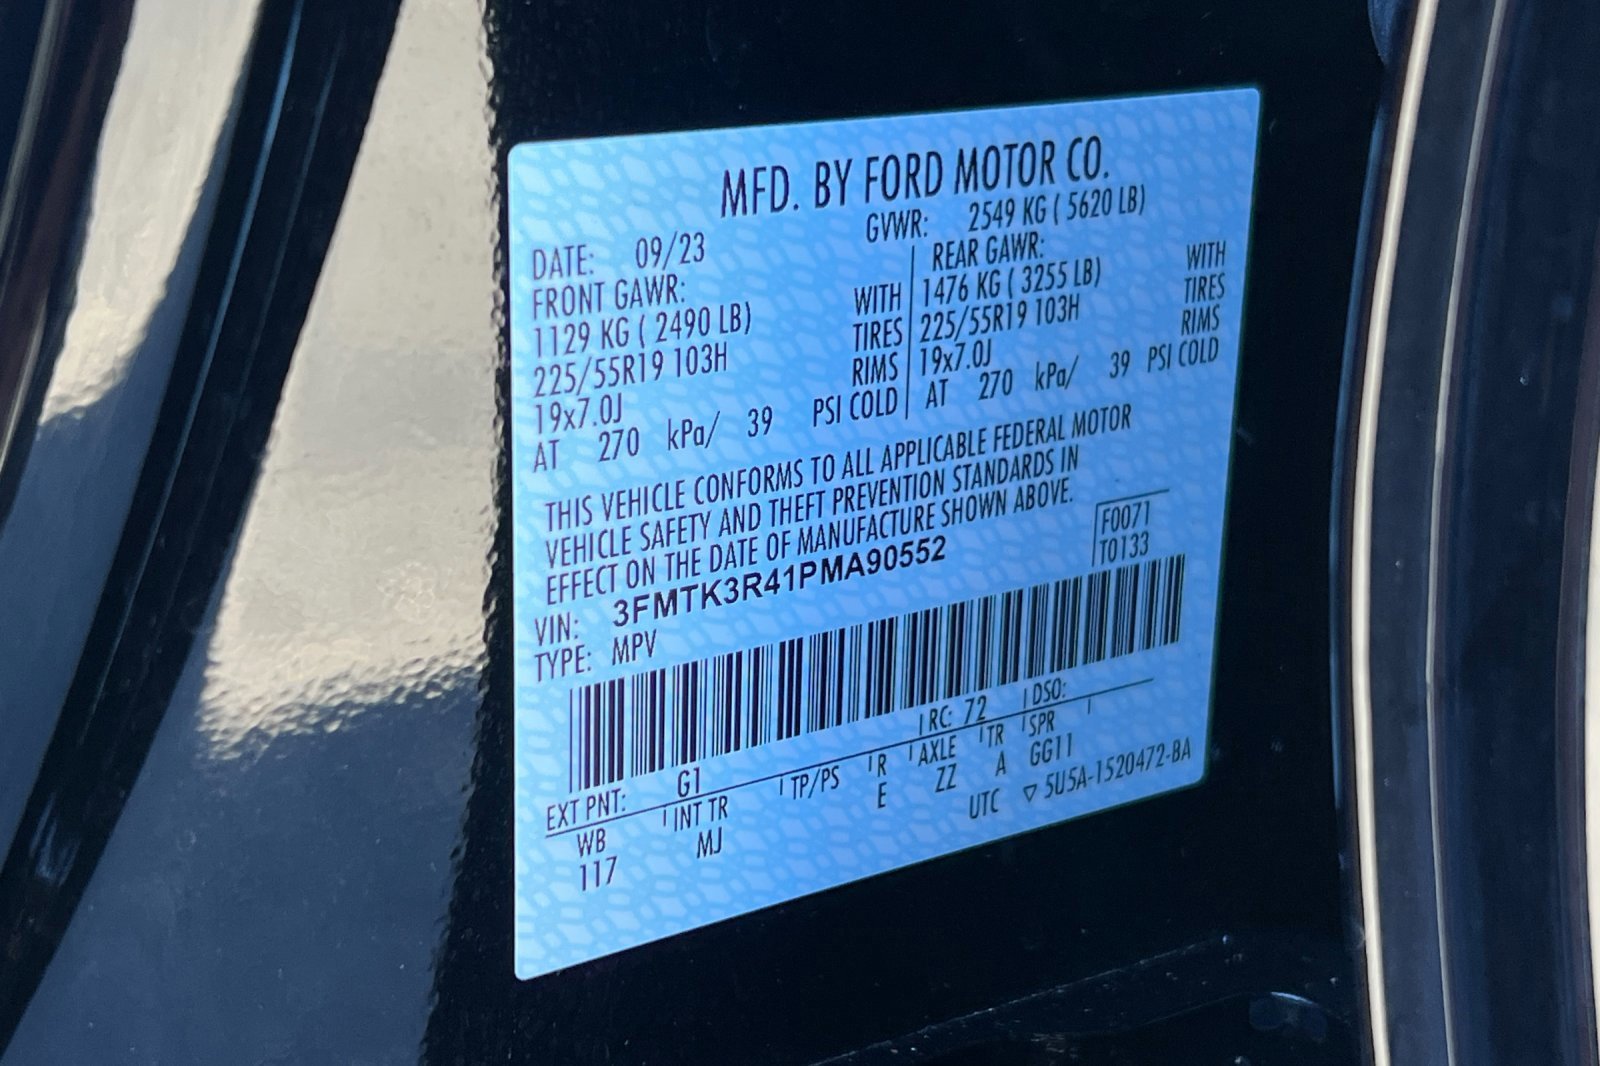 MFD. BY FORD MOTOR CO.
DATE: 09/23 GVWR: 2549 KG ( 5620 LB)
FRONT GAWR: REAR GAWR:
1129 KG ( 2490 LB) WITH 1476 KG ( 3255 LB) WITH
225/55R19 103H TIRES 225/55R19 103H TIRES
19x7.0J RIMS 19x7.0J RIMS
AT 270 kPa/ 39 PSI COLD AT 270 kPa/ 39 PSI COLD
THIS VEHICLE CONFORMS TO ALL APPLICABLE FEDERAL MOTOR
VEHICLE SAFETY AND THEFT PREVENTION STANDARDS IN
EFFECT ON THE DATE OF MANUFACTURE SHOWN ABOVE.
F0071
T0133
VIN: 3FMTK3R41PMA90552
TYPE: MPV
EXT PNT: G1 RC: 72 DSO:
WB INT TR TP/PS R AXLE TR SPR
117 MJ E ZZ A GG11
UTC ▽ 5U5A-1520472-BA